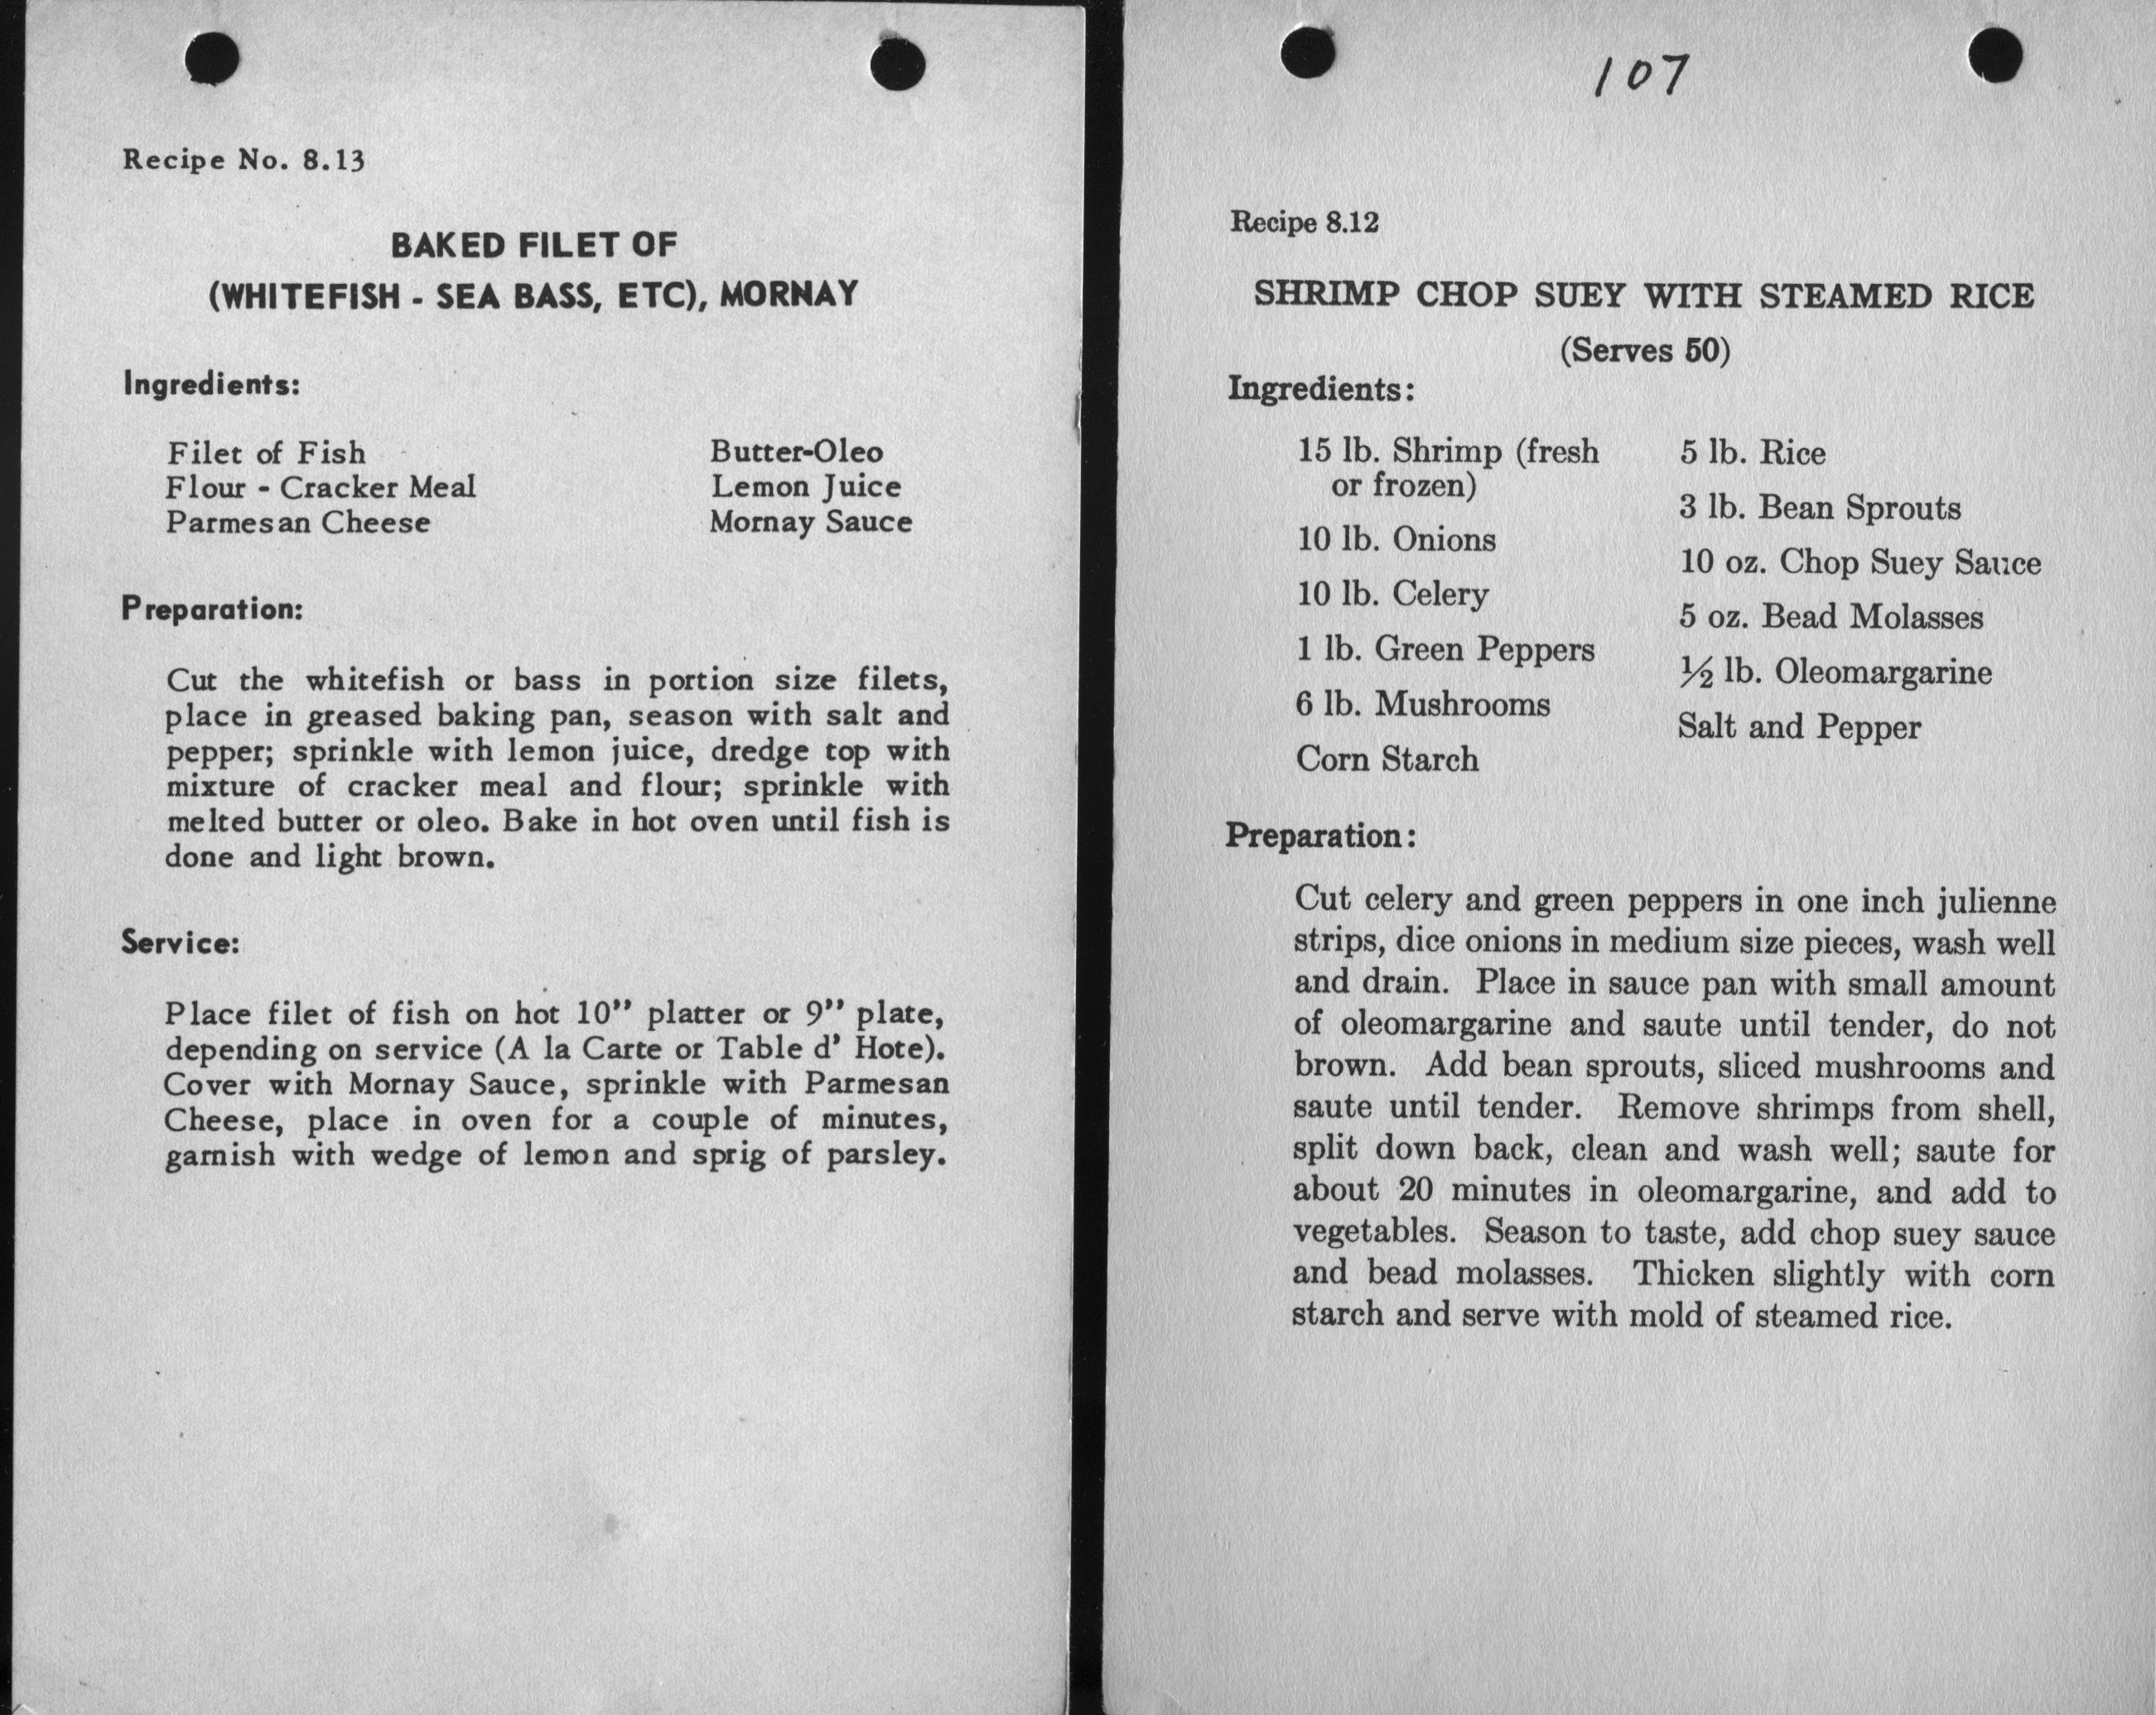 Recipe No. 8.13
BAKED FILET OF
(WHITEFISH - SEA BASS, ETC), MORNAY
Ingredients:
Filet of Fish
Flour - Cracker Meal
Parmesan Cheese
Butter-Oleo
Lemon Juice
Mornay Sauce
Preparation:
Cut the whitefish or bass in portion size filets,
place in greased baking pan, season with salt and
pepper; sprinkle with lemon juice, dredge top with
mixture of cracker meal and flour; sprinkle with
melted butter or oleo. Bake in hot oven until fish is
done and light brown.
Service:
Place filet of fish on hot 10" platter or 9" plate,
depending on service (A la Carte or Table d' Hote).
Cover with Mornay Sauce, sprinkle with Parmesan
Cheese, place in oven for a couple of minutes,
garnish with wedge of lemon and sprig of parsley.
107
Recipe 8.12
SHRIMP CHOP SUEY WITH STEAMED RICE
(Serves 50)
Ingredients:
15 lb. Shrimp (fresh
or frozen)
10 lb. Onions
10 lb. Celery
1 lb. Green Peppers
6 lb. Mushrooms
Corn Starch
5 lb. Rice
3 lb. Bean Sprouts
10 oz. Chop Suey Sauce
5 oz. Bead Molasses
½ lb. Oleomargarine
Salt and Pepper
Preparation:
Cut celery and green peppers in one inch julienne
strips, dice onions in medium size pieces, wash well
and drain. Place in sauce pan with small amount
of oleomargarine and saute until tender, do not
brown. Add bean sprouts, sliced mushrooms and
saute until tender. Remove shrimps from shell,
split down back, clean and wash well; saute for
about 20 minutes in oleomargarine, and add to
vegetables. Season to taste, add chop suey sauce
and bead molasses. Thicken slightly with corn
starch and serve with mold of steamed rice.